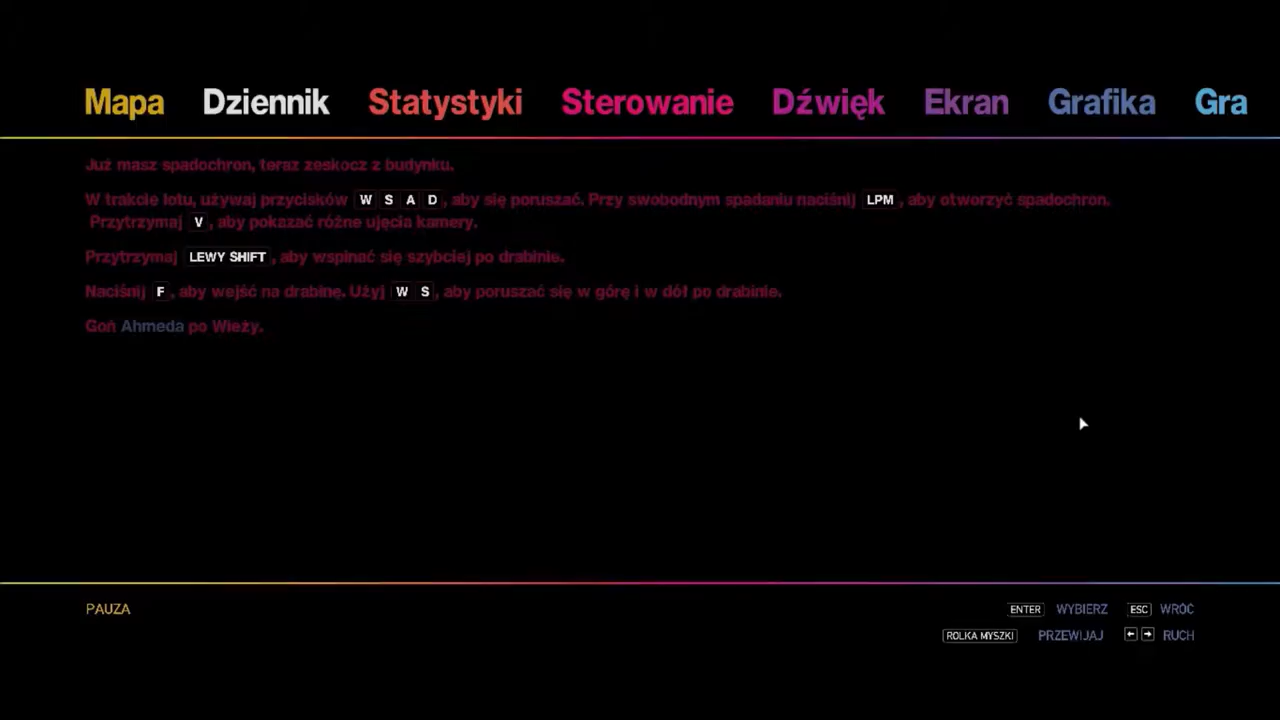 Mapa Dziennik Statystyki Sterowanie Dźwięk Ekran Grafika Gra
Już masz spadochron, teraz zeskocz z budynku.
W trakcie lotu, używaj przycisków W S A D, aby się poruszać. Przy swobodnym spadaniu naciśnij LPM, aby otworzyć spadochron.
Przytrzymaj V, aby pokazać różne ujęcia kamery.
Przytrzymaj LEWY SHIFT, aby wspinać się szybciej po drabinie.
Naciśnij F, aby wejść na drabinę. Użyj W S, aby poruszać się w górę i w dół po drabinie.
Goń Ahmeda po Wieży.
PAUZA
ENTER WYBIERZ ESC WRÓĆ
ROLKA MYSZKI PRZEWIJAJ ← → RUCH